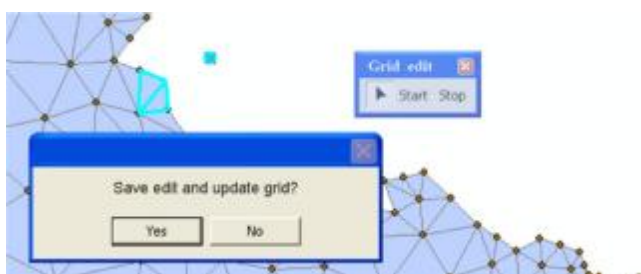 Grid edit
Start Stop
Save edit and update grid?
Yes No